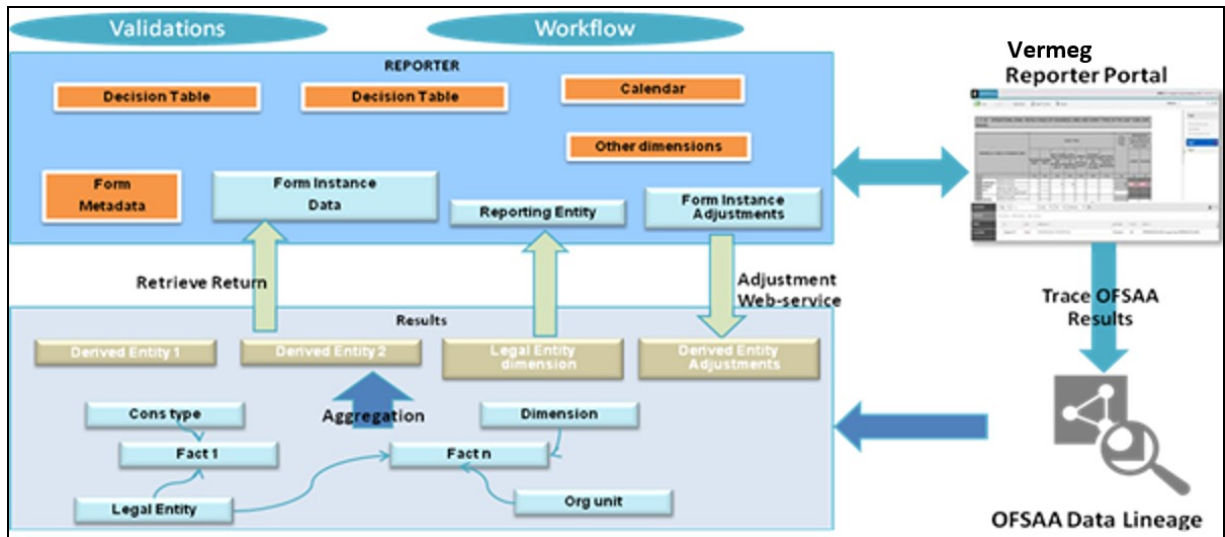 Validations
Workflow
REPORTER
Decision Table
Decision Table
Calendar
Other dimensions
Form
Metadata
Form Instance
Data
Reporting Entity
Form Instance
Adjustments
Vermeg
Reporter Portal
Retrieve Return
Adjustment
Web-service
Trace OFSAA
Results
Results
Derived Entity 1
Derived Entity 2
Legal Entity
dimension
Derived Entity
Adjustments
Aggregation
Cons type
Dimension
Fact 1
Fact n
Legal Entity
Org unit
OFSAA Data Lineage